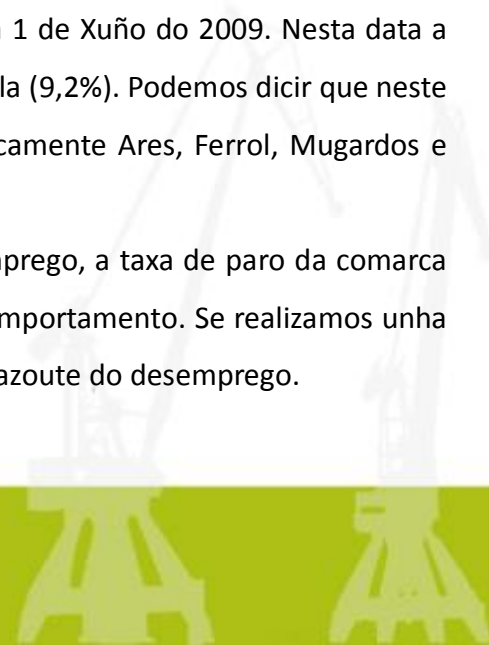 1 de Xuño do 2009. Nesta data a
la (9,2%). Podemos dicir que neste
camente Ares, Ferrol, Mugardos e
prego, a taxa de paro da comarca
mportamento. Se realizamos unha
azoute do desemprego.